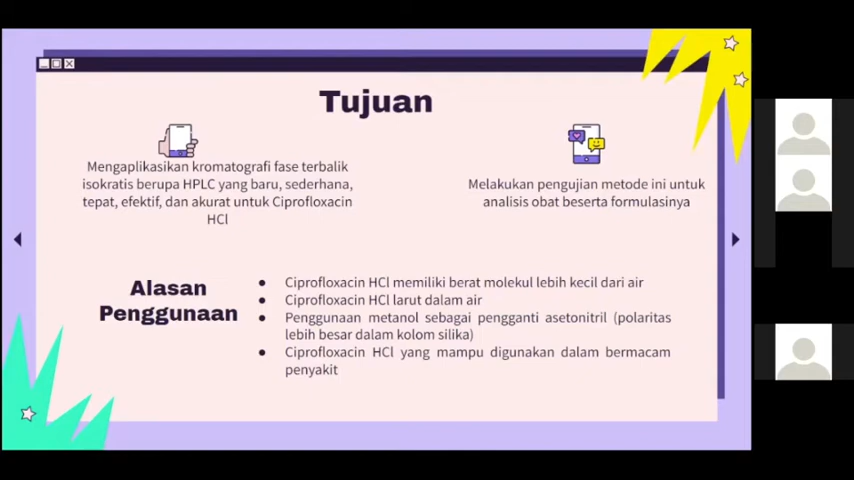 Tujuan
Mengaplikasikan kromatografi fase terbalik
isokratis berupa HPLC yang baru, sederhana,
tepat, efektif, dan akurat untuk Ciprofloxacin
HCl
Melakukan pengujian metode ini untuk
analisis obat beserta formulasinya
Alasan
Penggunaan
● Ciprofloxacin HCl memiliki berat molekul lebih kecil dari air
● Ciprofloxacin HCl larut dalam air
● Penggunaan metanol sebagai pengganti asetonitril (polaritas
lebih besar dalam kolom silika)
● Ciprofloxacin HCl yang mampu digunakan dalam bermacam
penyakit